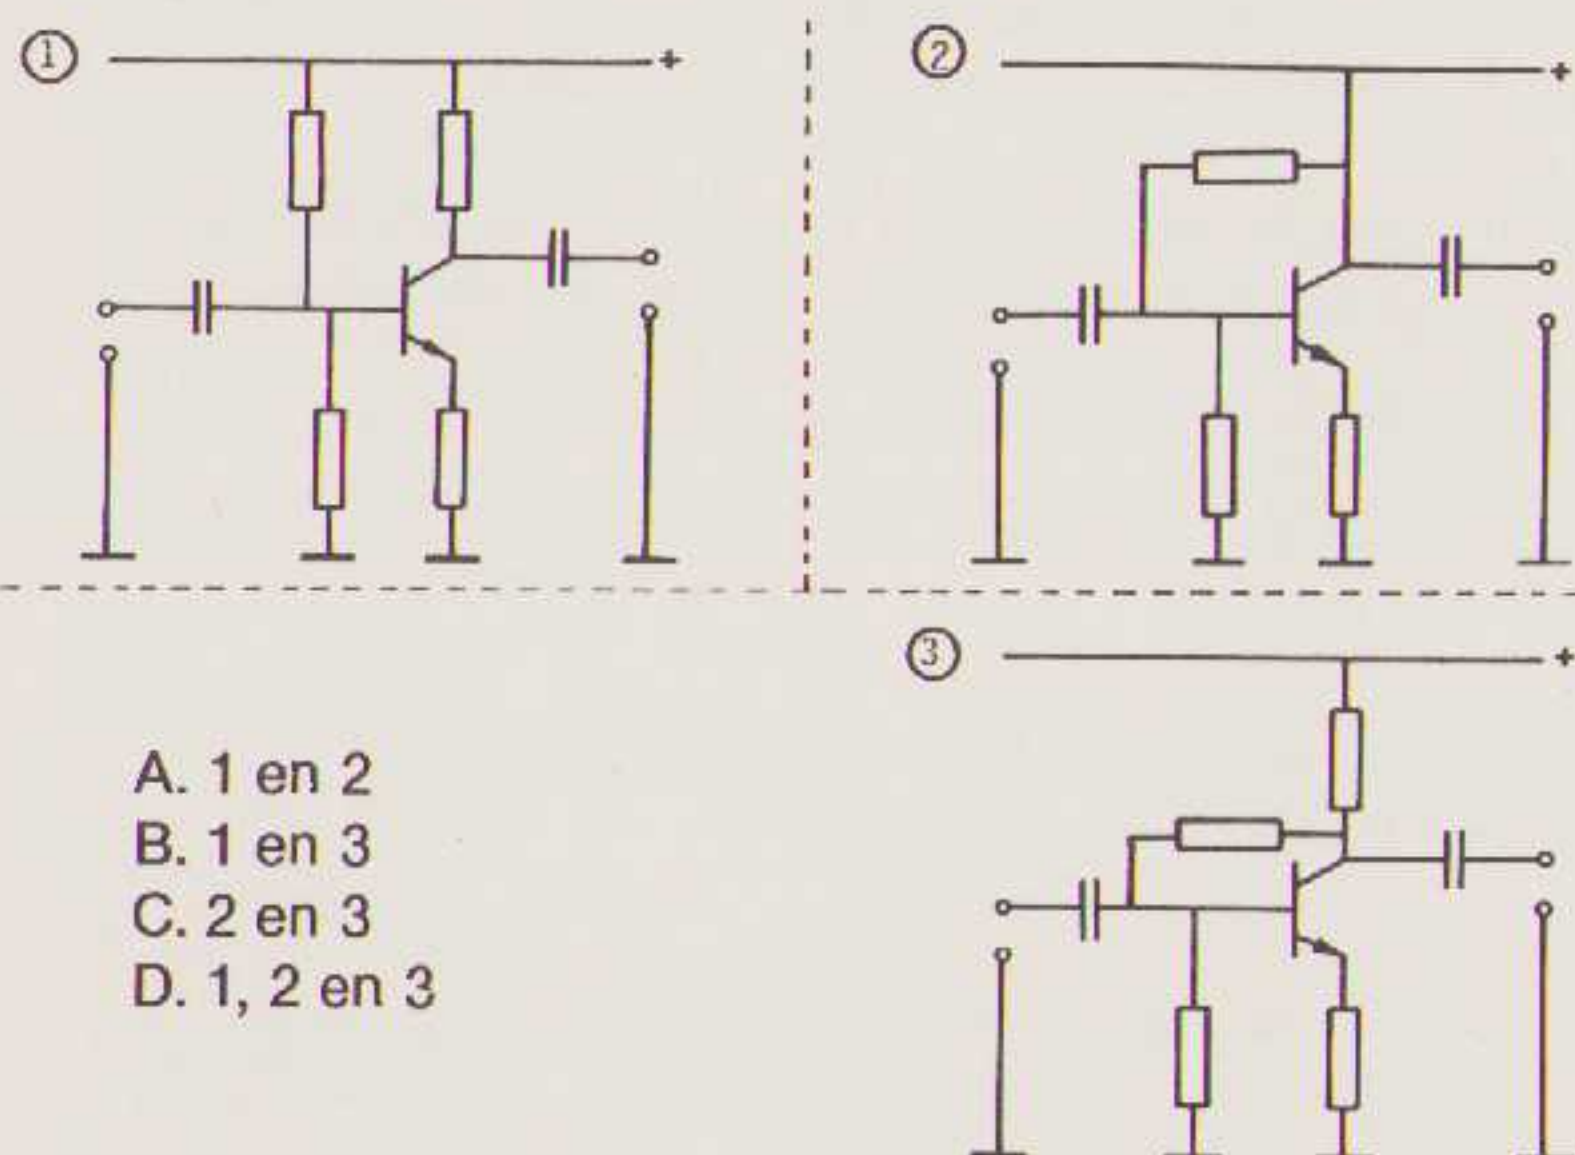 ①
+
②
+
③
+
A. 1 en 2
B. 1 en 3
C. 2 en 3
D. 1, 2 en 3